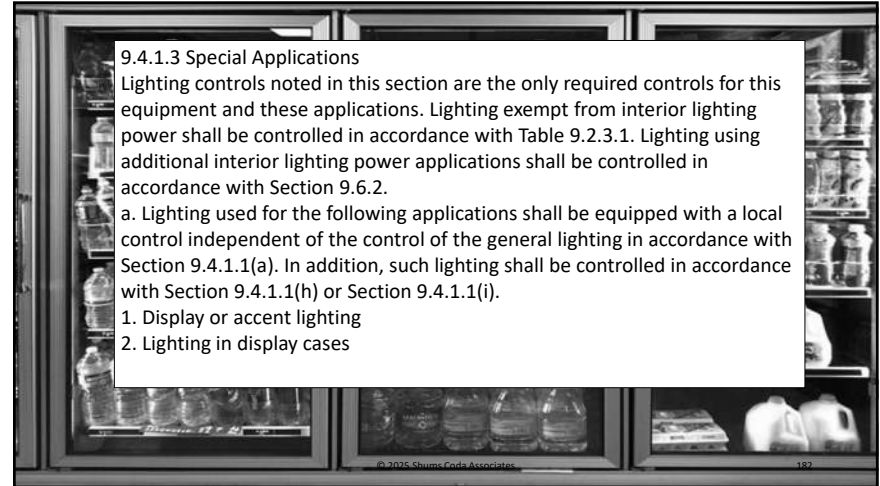 9.4.1.3 Special Applications
Lighting controls noted in this section are the only required controls for this
equipment and these applications. Lighting exempt from interior lighting
power shall be controlled in accordance with Table 9.2.3.1. Lighting using
additional interior lighting power applications shall be controlled in
accordance with Section 9.6.2.
a. Lighting used for the following applications shall be equipped with a local
control independent of the control of the general lighting in accordance with
Section 9.4.1.1(a). In addition, such lighting shall be controlled in accordance
with Section 9.4.1.1(h) or Section 9.4.1.1(i).
1. Display or accent lighting
2. Lighting in display cases
© 2025 Shums Coda Associates
182